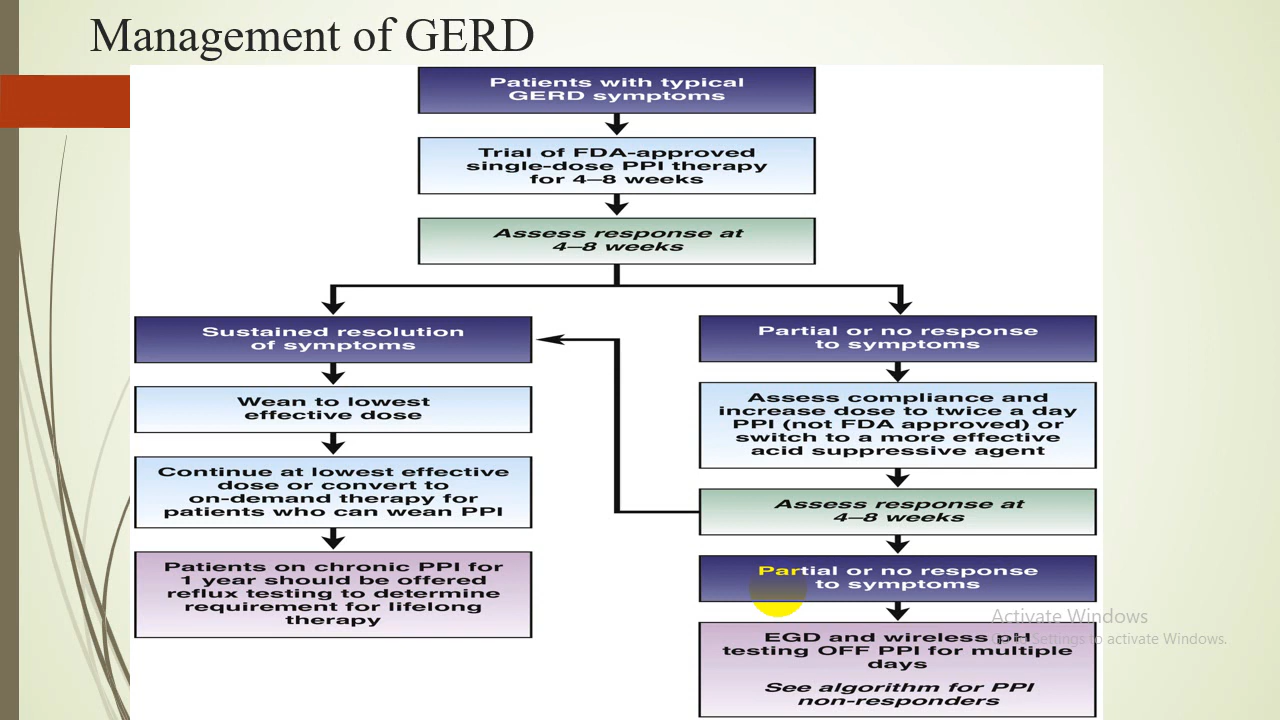 Management of GERD
Patients with typical
GERD symptoms
Trial of FDA-approved
single-dose PPI therapy
for 4–8 weeks
Assess response at
4–8 weeks
Sustained resolution
of symptoms
Wean to lowest
effective dose
Continue at lowest effective
dose or convert to
on-demand therapy for
patients who can wean PPI
Patients on chronic PPI for
1 year should be offered
reflux testing to determine
requirement for lifelong
therapy
Partial or no response
to symptoms
Assess compliance and
increase dose to twice a day
PPI (not FDA approved) or
switch to a more effective
acid suppressive agent
Assess response at
4–8 weeks
Partial or no response
to symptoms
EGD and wireless pH
testing OFF PPI for multiple
days
See algorithm for PPI
non-responders
Activate Windows
Go to Settings to activate Windows.